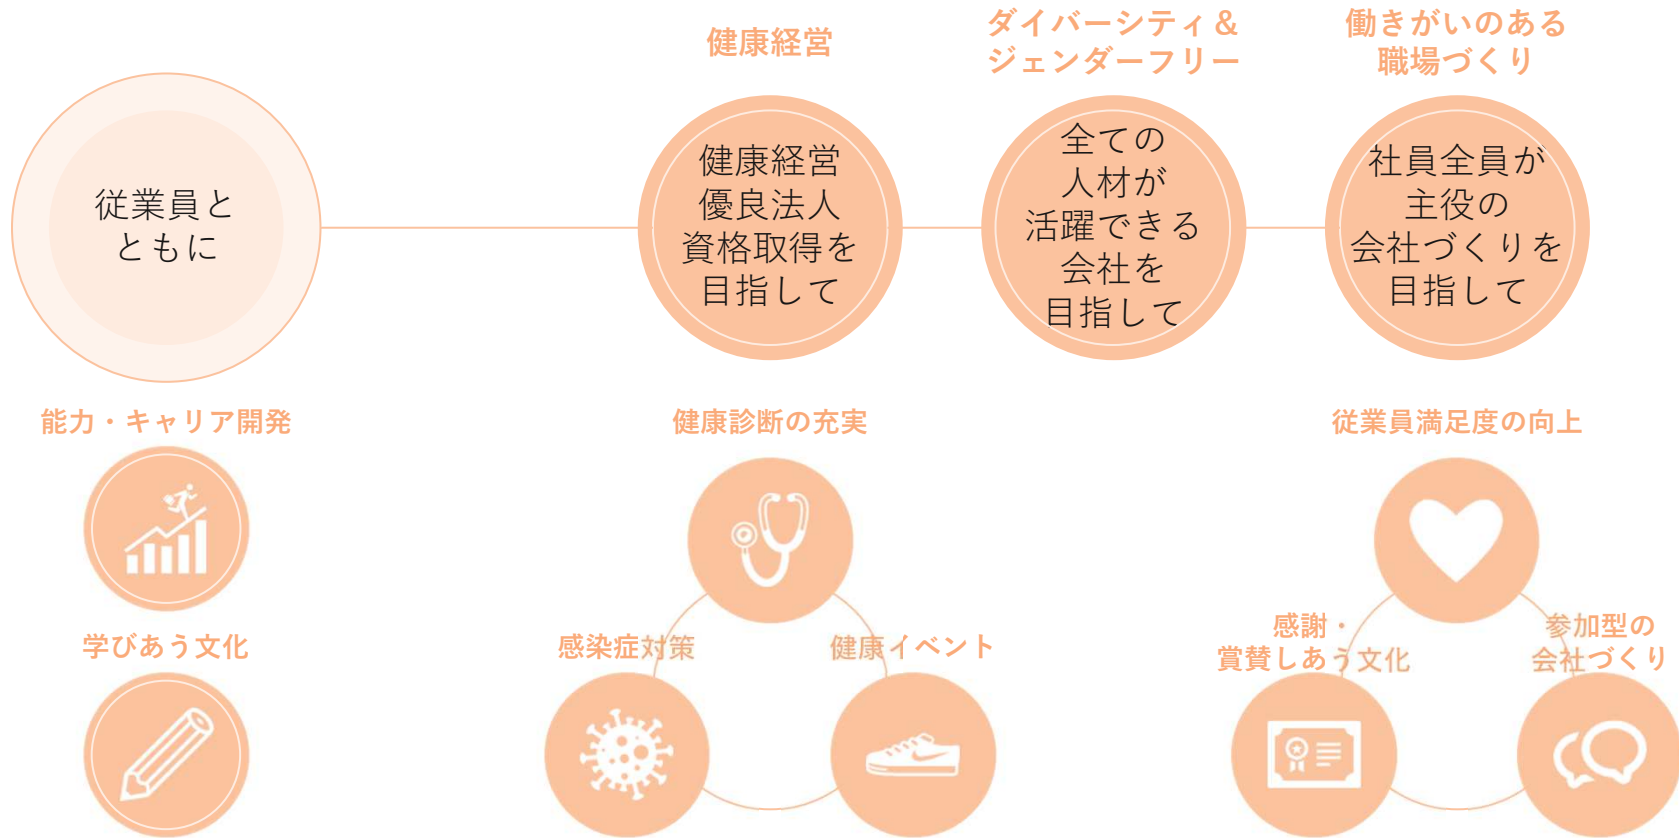 従業員と
ともに
健康経営
健康経営
優良法人
資格取得を
目指して
ダイバーシティ＆
ジェンダーフリー
全ての
人材が
活躍できる
会社を
目指して
働きがいのある
職場づくり
社員全員が
主役の
会社づくりを
目指して
能力・キャリア開発
学びあう文化
健康診断の充実
感染症対策
健康イベント
従業員満足度の向上
感謝・
賞賛しあう文化
参加型の
会社づくり